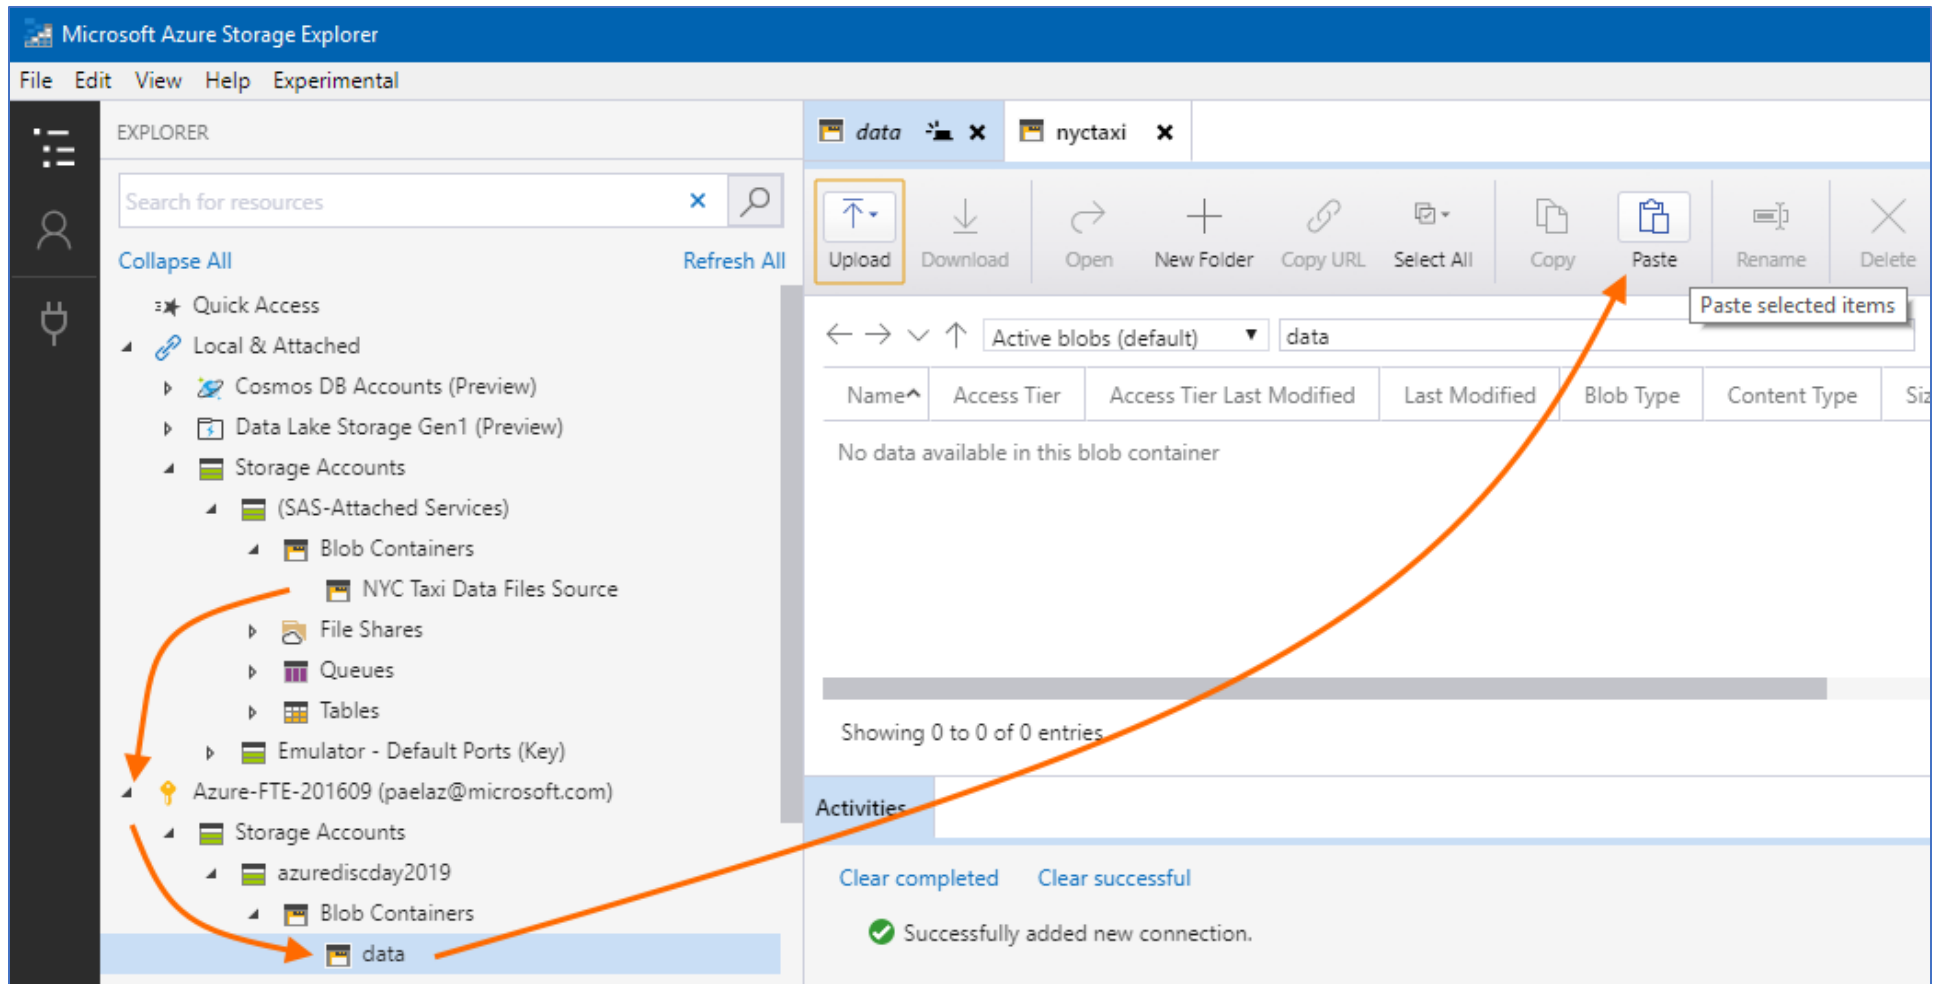 Microsoft Azure Storage Explorer
File Edit View Help Experimental
EXPLORER
Search for resources
Collapse All Refresh All
Quick Access
Local & Attached
Cosmos DB Accounts (Preview)
Data Lake Storage Gen1 (Preview)
Storage Accounts
(SAS-Attached Services)
Blob Containers
NYC Taxi Data Files Source
File Shares
Queues
Tables
Emulator - Default Ports (Key)
Azure-FTE-201609 (paelaz@microsoft.com)
Storage Accounts
azurediscday2019
Blob Containers
data
data nyctaxi
Upload Download Open New Folder Copy URL Select All Copy Paste Rename Delete
Paste selected items
Active blobs (default) data
Name Access Tier Access Tier Last Modified Last Modified Blob Type Content Type Siz
No data available in this blob container
Showing 0 to 0 of 0 entries
Activities
Clear completed Clear successful
Successfully added new connection.